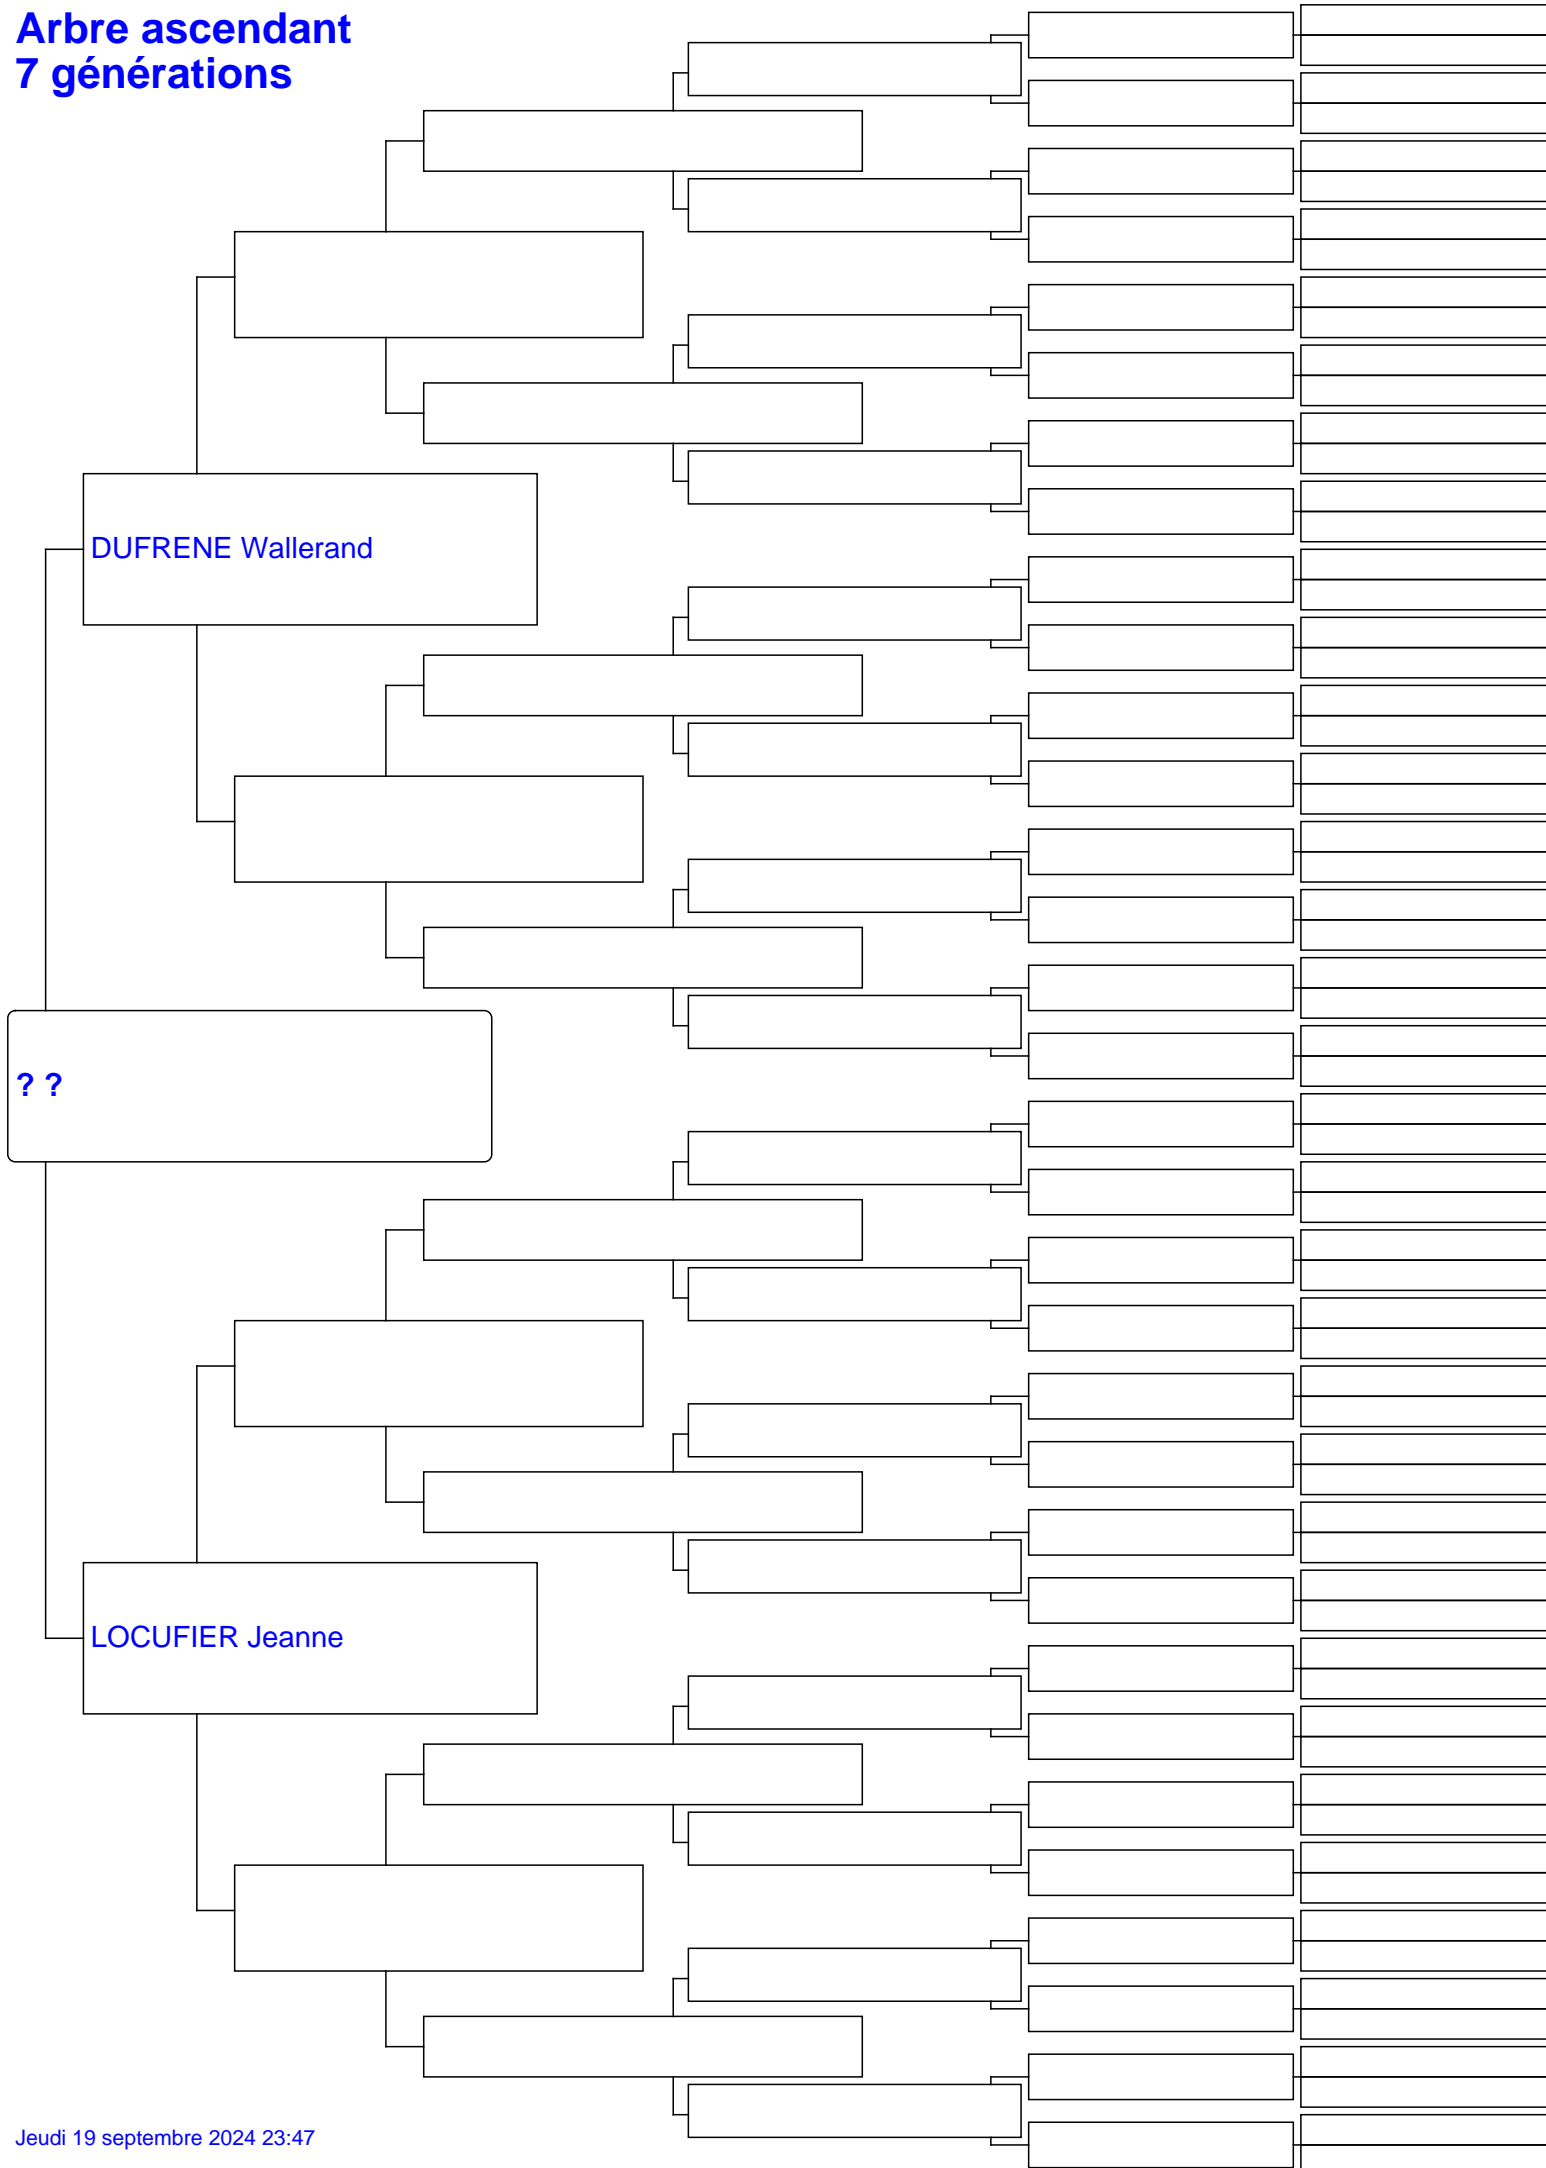 Arbre ascendant
7 générations
DUFRENE Wallerand
? ?
LOCUFIER Jeanne
Jeudi 19 septembre 2024 23:47